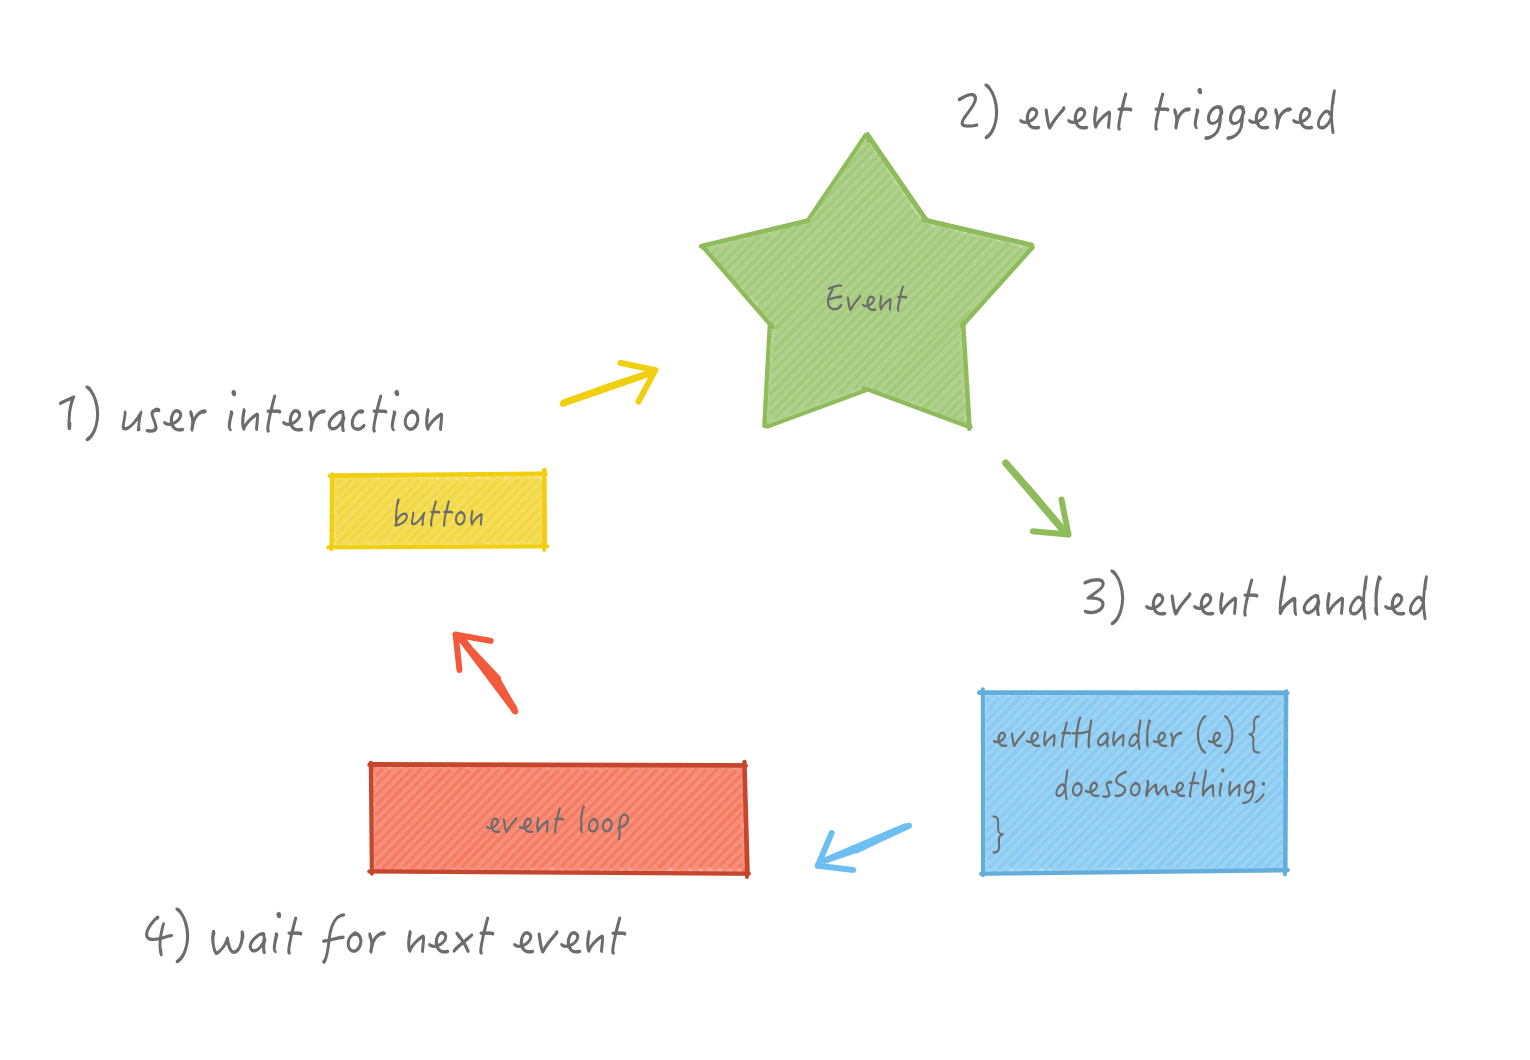 2) event triggered
Event
1) user interaction
button
3) event handled
eventHandler (e) {
doesSomething;
}
event loop
4) wait for next event